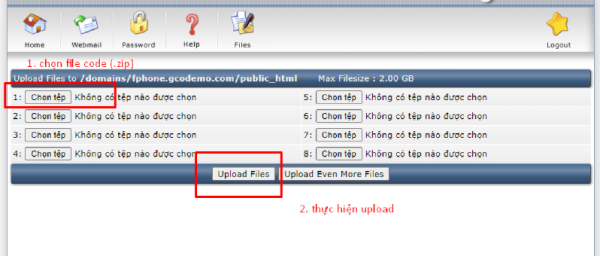 Home Webmail Password Help Files Logout
1. chọn file code (.zip)
Upload Files to /domains/fphone.gcodemo.com/public_html Max Filesize : 2.00 GB
1: Chọn tệp Không có tệp nào được chọn 5: Chọn tệp Không có tệp nào được chọn
2: Chọn tệp Không có tệp nào được chọn 6: Chọn tệp Không có tệp nào được chọn
3: Chọn tệp Không có tệp nào được chọn 7: Chọn tệp Không có tệp nào được chọn
4: Chọn tệp Không có tệp nào được chọn 8: Chọn tệp Không có tệp nào được chọn
Upload Files Upload Even More Files
2. thực hiện upload